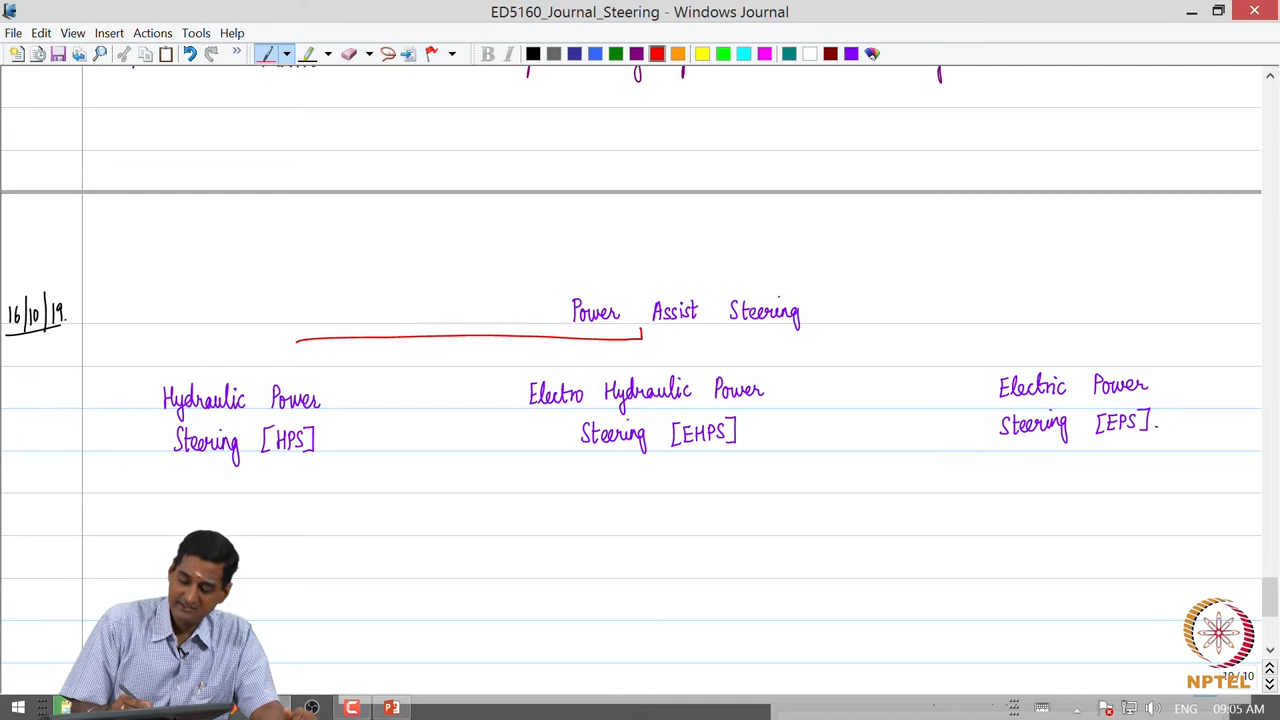 ED5160_Journal_Steering - Windows Journal
File Edit View Insert Actions Tools Help
16/10/19.
Power Assist Steering
Hydraulic Power
Steering [HPS]
Electro Hydraulic Power
Steering [EHPS]
Electric Power
Steering [EPS].
NPTEL
ENG 09:05 AM